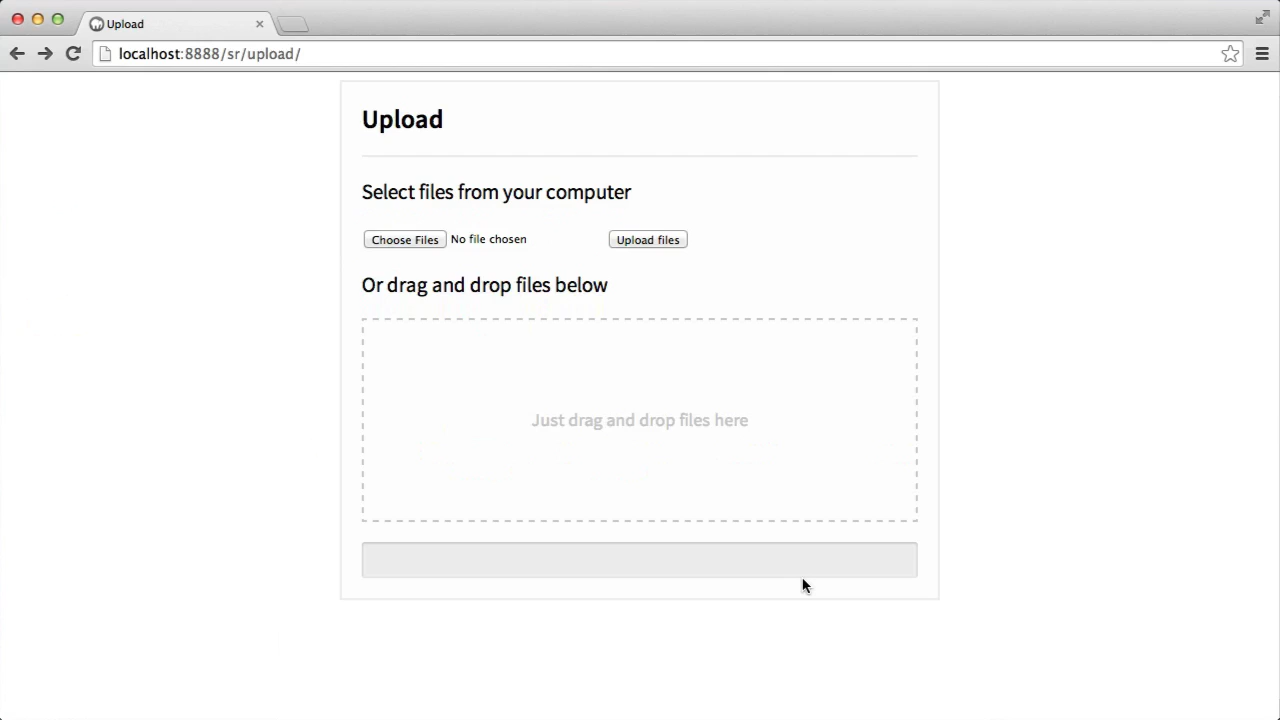 Upload
localhost:8888/sr/upload/
Upload
Select files from your computer
Choose Files No file chosen Upload files
Or drag and drop files below
Just drag and drop files here